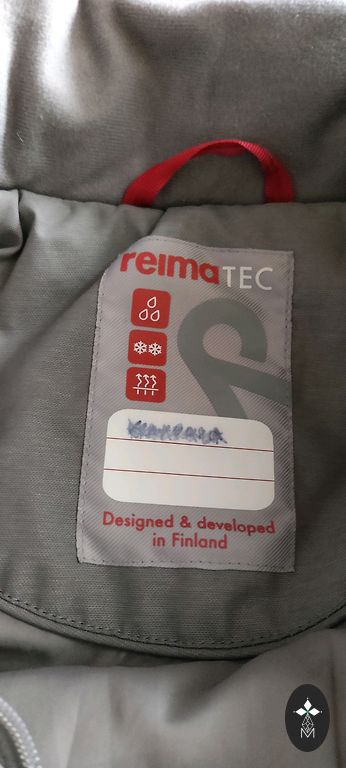 reimaTEC
Designed & developed
in Finland